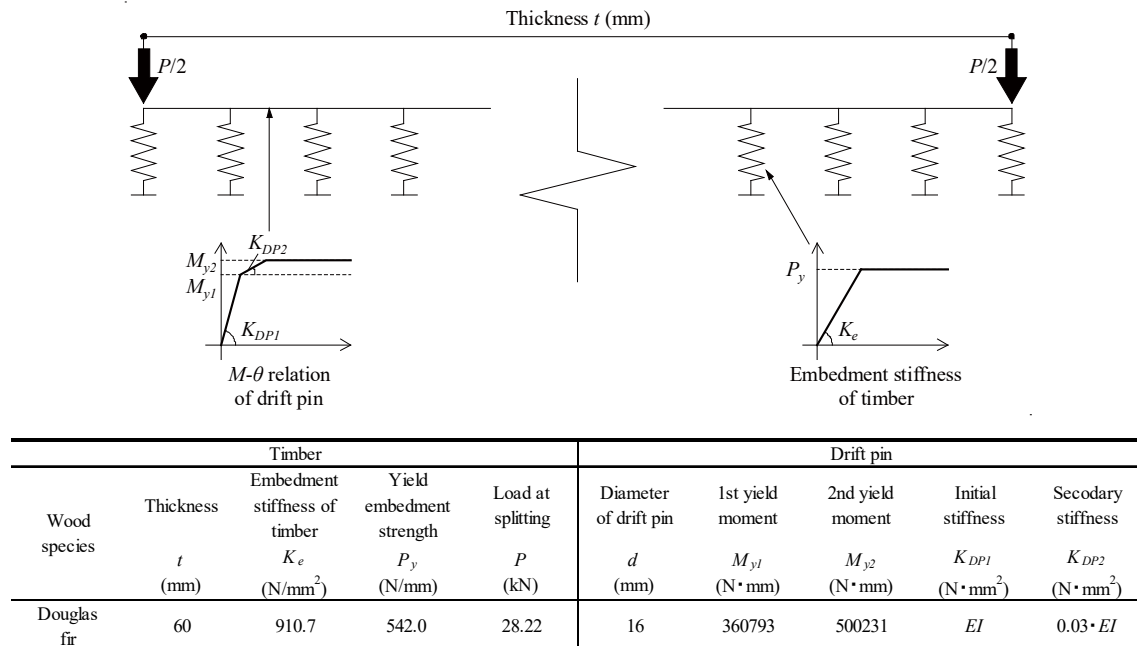 Thickness t (mm)
P/2
P/2
M_y2
M_y1
K_DP2
K_DP1
M-θ relation
of drift pin
P_y
K_e
Embedment stiffness
of timber
Timber
Drift pin
Wood
species
Thickness
t
(mm)
Embedment
stiffness of
timber
K_e
(N/mm²)
Yield
embedment
strength
P_y
(N/mm)
Load at
splitting
P
(kN)
Diameter
of drift pin
d
mm)
1st yield
moment
M_y1
(N・mm)
2nd yield
moment
M_y2
(N・mm)
Initial
stiffness
K_DP1
(N・mm²)
Secodary
stiffness
K_DP2
(N・mm²)
Douglas
fir
60
910.7
542.0
28.22
16
360793
500231
EI
0.03・EI